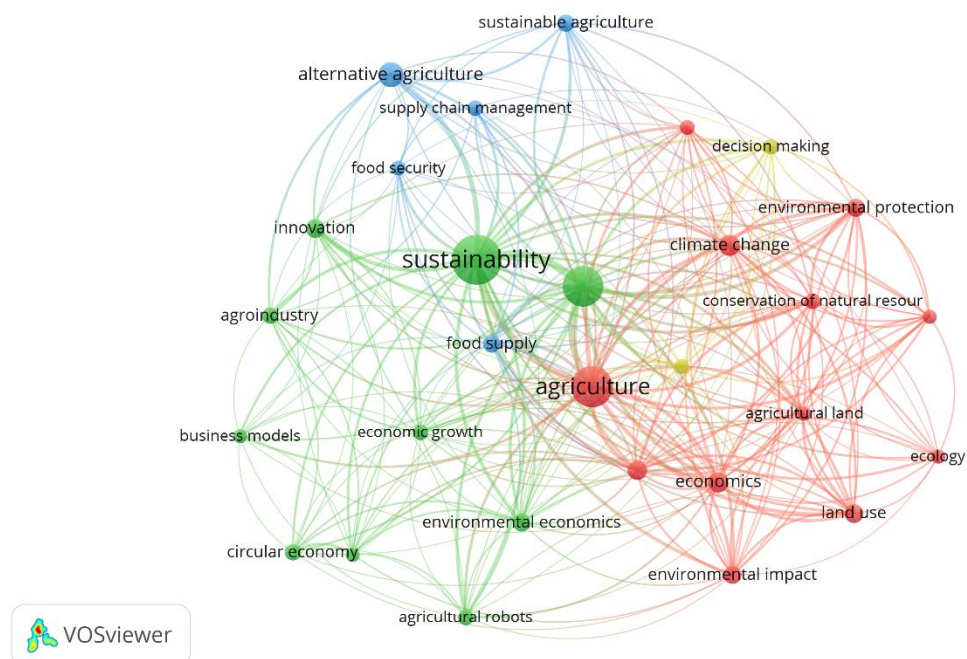 sustainable agriculture
alternative agriculture
supply chain management
decision making
food security
environmental protection
innovation
climate change
sustainability
conservation of natural resour
agroindustry
food supply
agriculture
agricultural land
business models
economic growth
ecology
economics
land use
environmental economics
circular economy
environmental impact
agricultural robots
VOSviewer